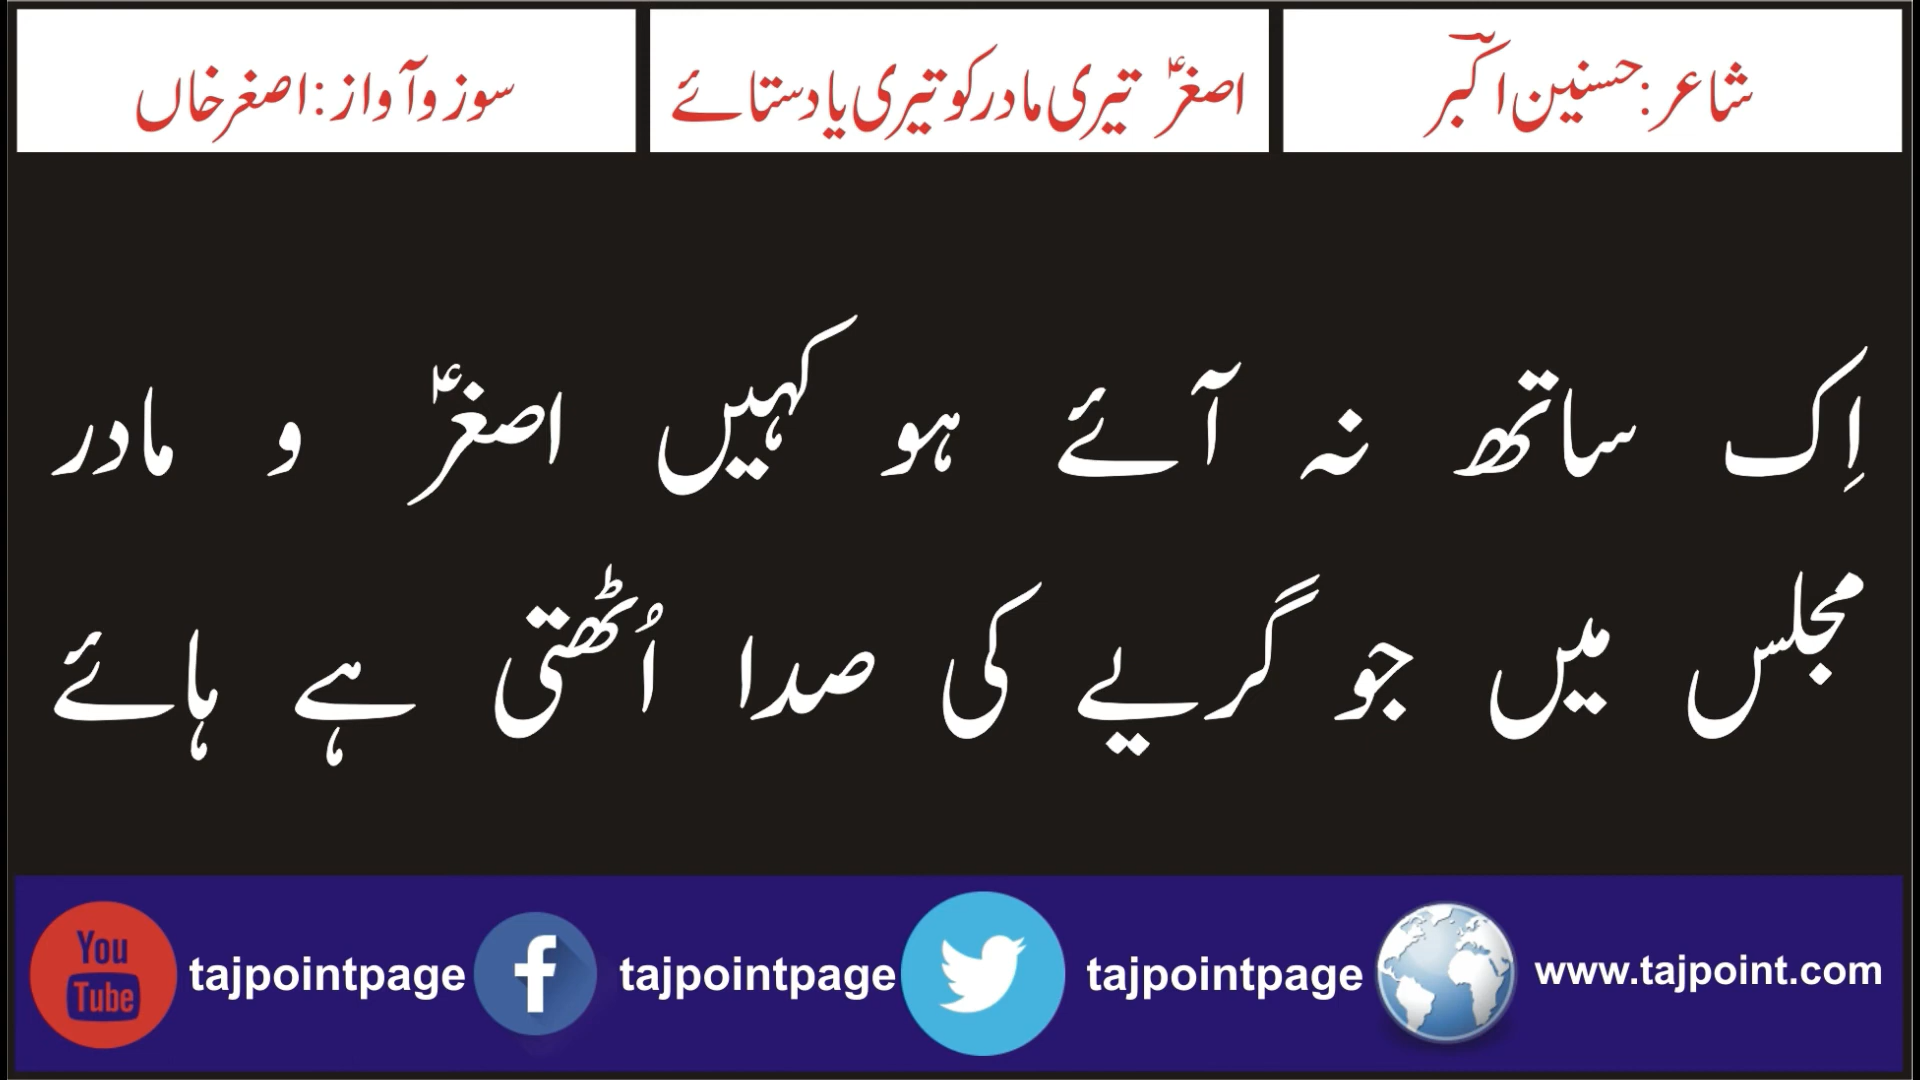 شاعر: حسنین اکبرؔ
اصغرؑ تیری مادر کو تیری یاد ستائے
سوز و آواز: اصغر خاں
اِک ساتھ نہ آئے ہو کہیں اصغرؑ و مادر
مجلس میں جو گریے کی صدا اُٹھتی ہے ہائے
You Tube tajpointpage f tajpointpage tajpointpage www.tajpoint.com